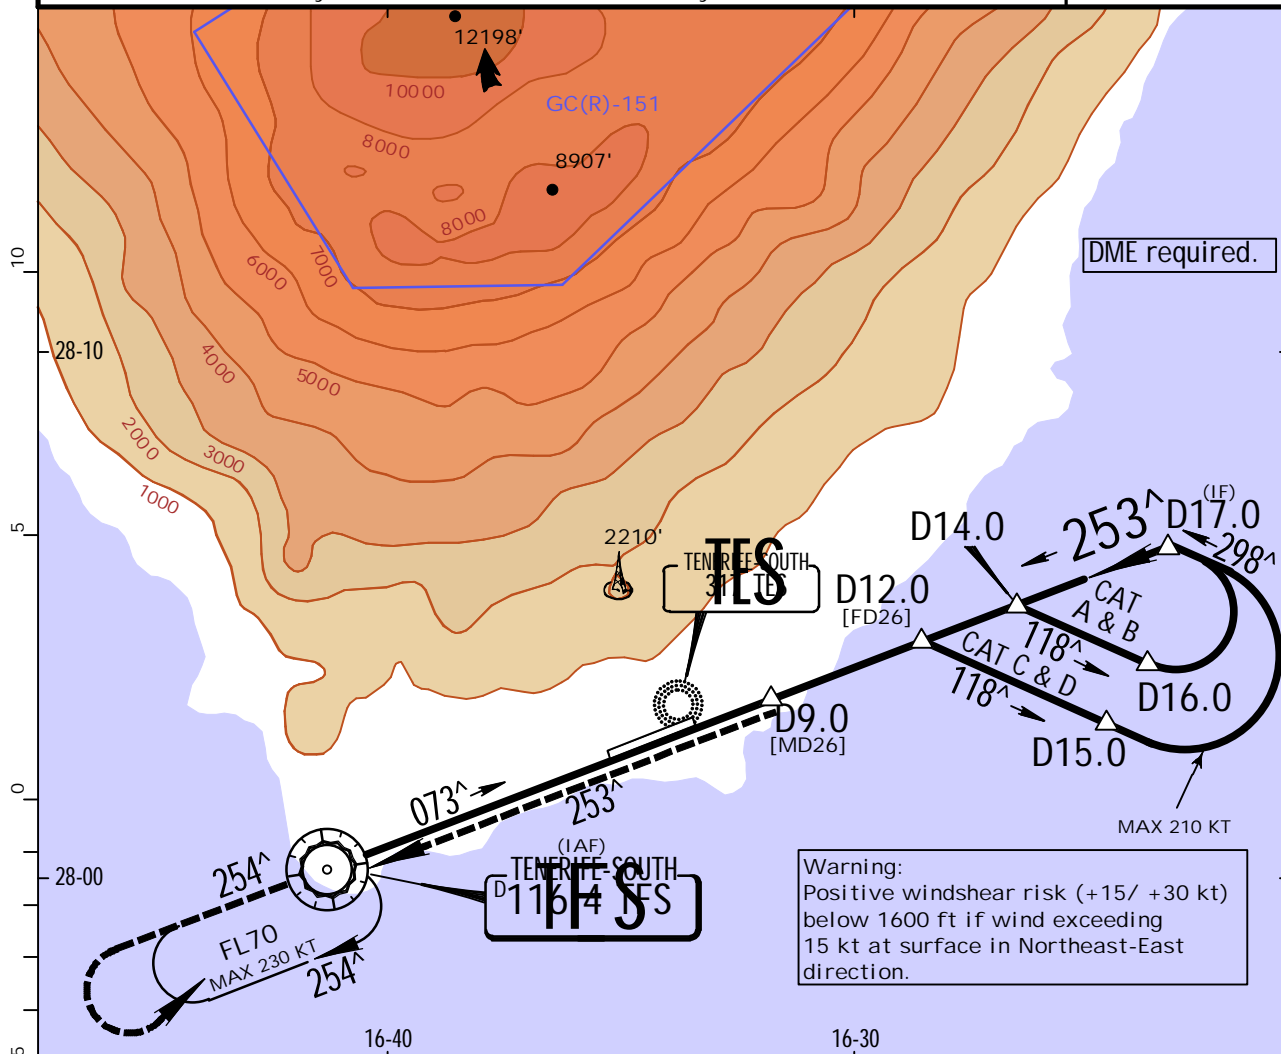 12198'
10000
GC(R)-151
8000
8907'
8000
7000
6000
DME required.
10
28-10
4000
5000
2000
3000
1000
5
2210'
TENERIFE-SOUTH
317 TES
TES
D14.0
253^
(IF)
D17.0
298^
D12.0
[FD26]
CAT
A & B
118^
CAT C & D
118^
D16.0
D15.0
D9.0
[MD26]
MAX 210 KT
0
073^
253^
(IAF)
TENERIFE-SOUTH
D 116.4 TFS
TFS
28-00
254^
FL70
MAX 230 KT
254^
Warning:
Positive windshear risk (+15/ +30 kt)
below 1600 ft if wind exceeding
15 kt at surface in Northeast-East
direction.
5
16-40
16-30